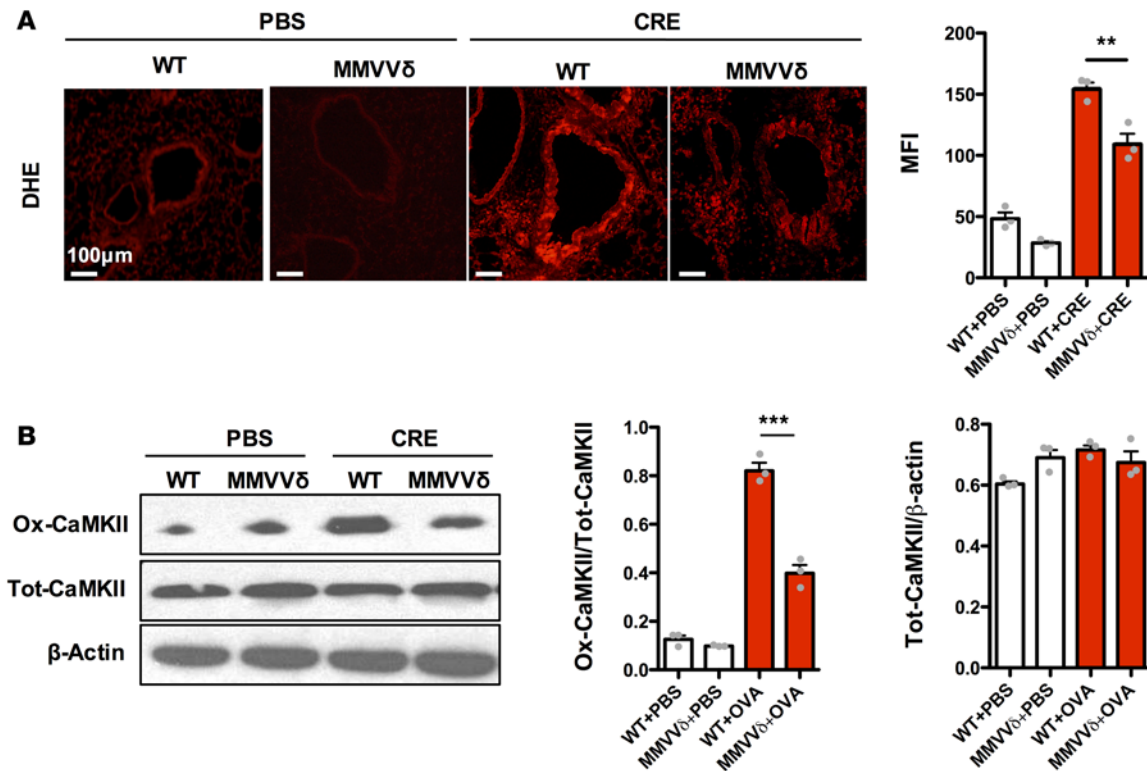 A
PBS
CRE
WT
MMVVδ
WT
MMVVδ
DHE
100µm
MFI
200
150
100
50
0
**
WT+PBS
MMVVδ+PBS
WT+CRE
MMVVδ+CRE
B
PBS
CRE
WT
MMVVδ
WT
MMVVδ
Ox-CaMKII
Tot-CaMKII
β-Actin
Ox-CaMKII/Tot-CaMKII
1.0
0.8
0.6
0.4
0.2
0.0
***
WT+PBS
MMVVδ+PBS
WT+OVA
MMVVδ+OVA
Tot-CaMKII/β-actin
0.8
0.6
0.4
0.2
0.0
WT+PBS
MMVVδ+PBS
WT+OVA
MMVVδ+OVA